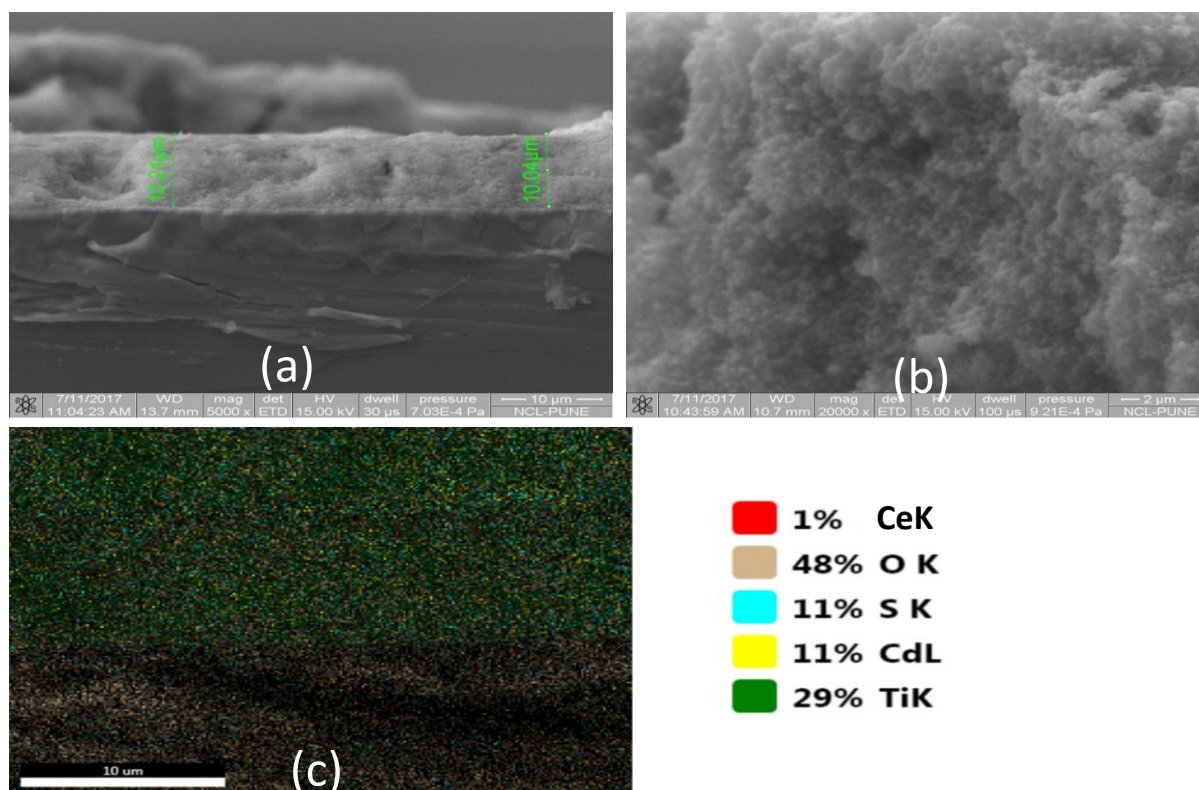 10.21µm
10.04µm
(a)
7/11/2017 WD mag det HV dwell pressure 10 µm
11:04:23 AM 13.7 mm 5000 x ETD 15.00 kV 30 µs 7.03E-4 Pa NCL-PUNE
(b)
7/11/2017 WD mag det HV dwell pressure 2 µm
10:43:59 AM 10.7 mm 20000 x ETD 15.00 kV 100 µs 9.21E-4 Pa NCL-PUNE
1% CeK
48% O K
11% S K
11% CdL
29% TiK
10 um
(c)